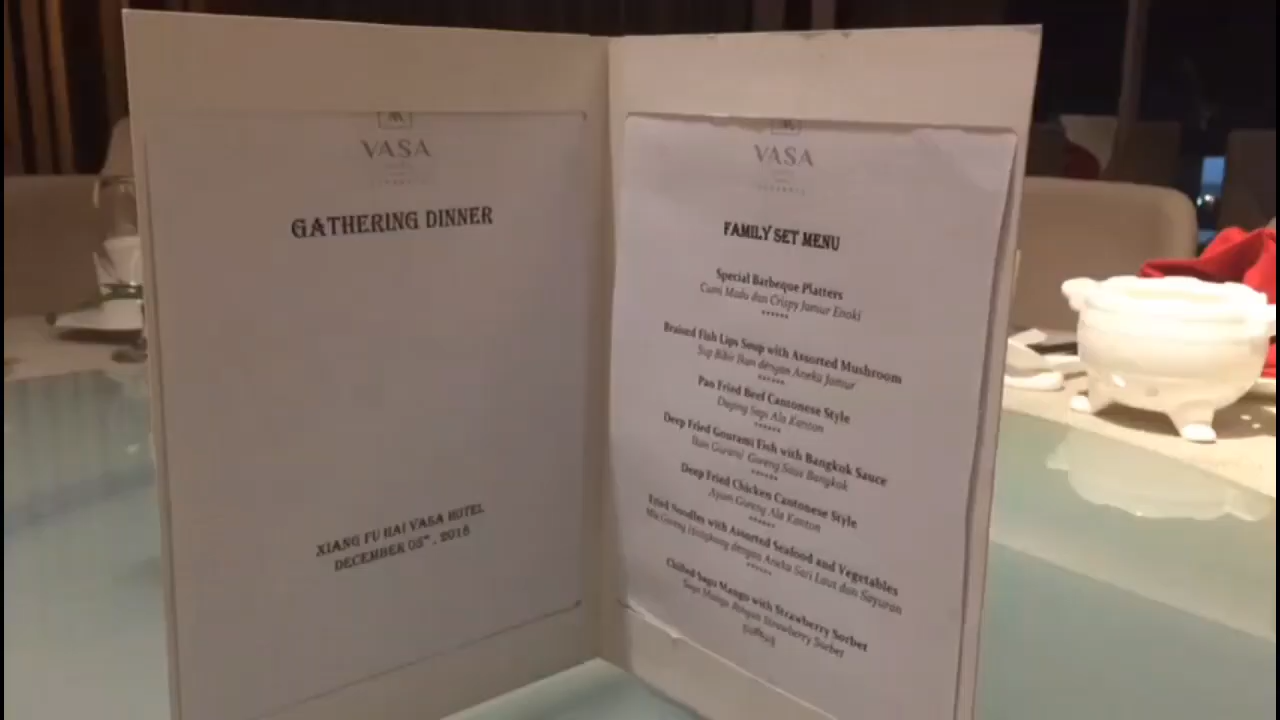 VASA
GATHERING DINNER
XIANG FU HAI VASA HOTEL
DECEMBER 05TH, 2018
VASA
FAMILY SET MENU
Special Barbeque Platters
Cumi Madu dan Crispy Jamur Enoki
******
Braised Fish Lips Soup with Assorted Mushroom
Sup Bibir Ikan dengan Aneka Jamur
******
Pan Fried Beef Cantonese Style
Daging Sapi Ala Kanton
******
Deep Fried Gourami Fish with Bangkok Sauce
Ikan Gurami Goreng Saus Bangkok
******
Deep Fried Chicken Cantonese Style
Ayam Goreng Ala Kanton
******
Fried Noodles with Assorted Seafood and Vegetables
Mie Goreng Hongkong dengan Aneka Sari Laut dan Sayuran
******
Chilled Sago Mango with Strawberry Sorbet
Sago Mango dengan Strawberry Sorbet